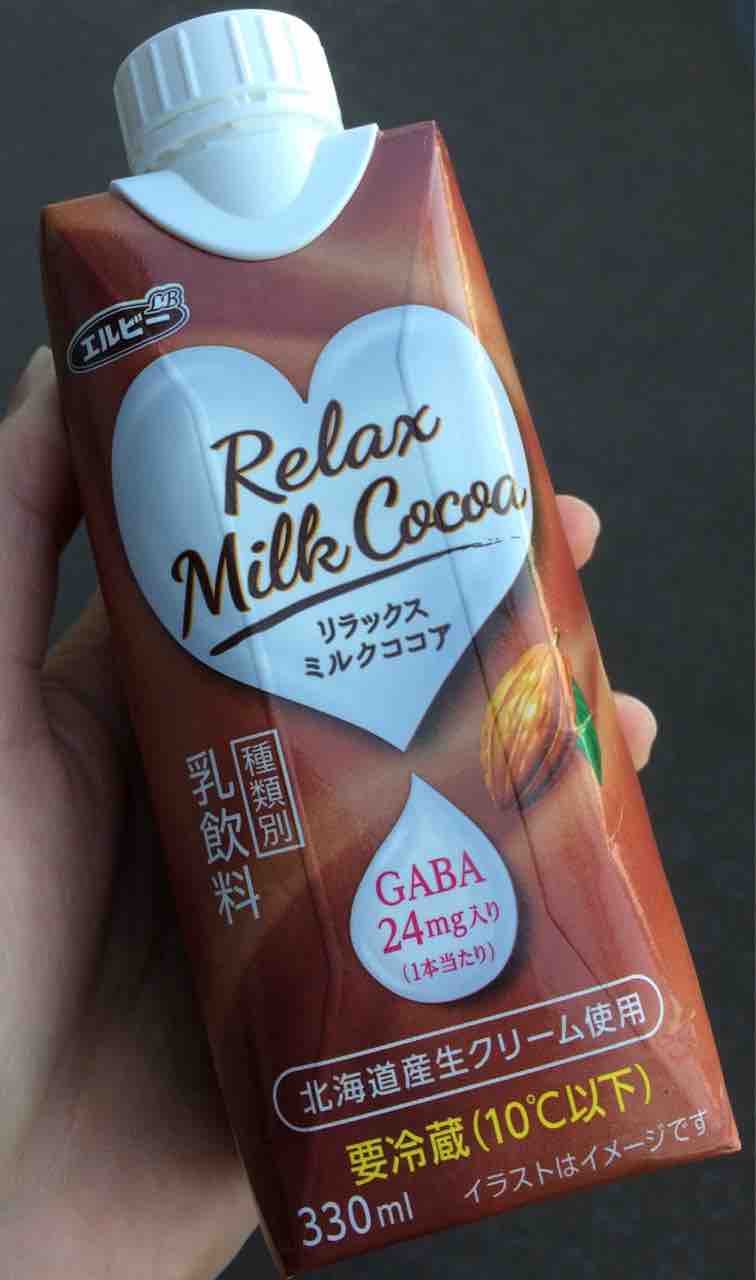 エルビー LB
Relax
Milk Cocoa
リラックス
ミルクココア
種類別
乳飲料
GABA
24mg入り
(1本当たり)
北海道産生クリーム使用
要冷蔵(10℃以下)
330ml
イラストはイメージです